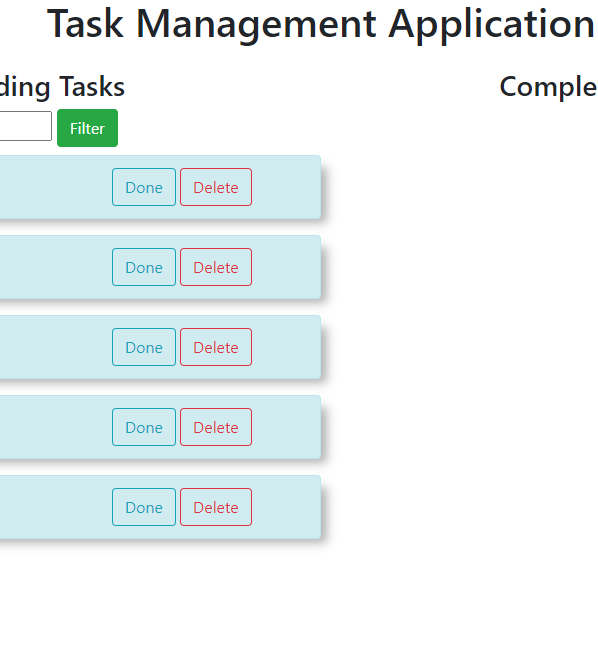 Task Management Application
ding Tasks
Comple
Filter
Done Delete
Done Delete
Done Delete
Done Delete
Done Delete